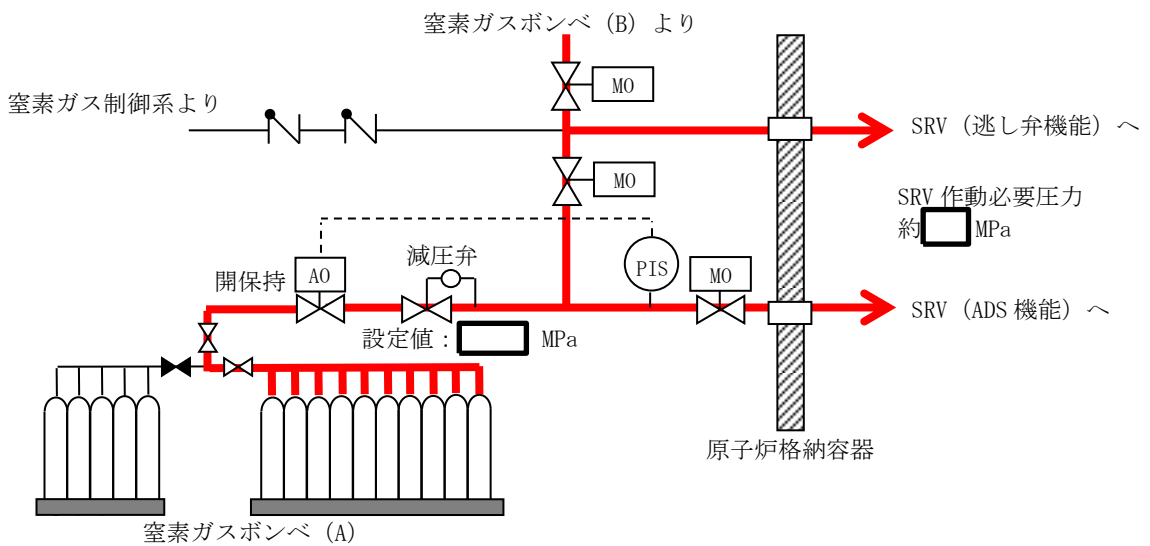 窒素ガスボンベ (B) より
MO
窒素ガス制御系より
SRV (逃し弁機能) へ
MO
SRV 作動必要圧力
約 MPa
減圧弁
開保持
AO
PIS
MO
SRV (ADS 機能) へ
設定値： MPa
原子炉格納容器
窒素ガスボンベ (A)